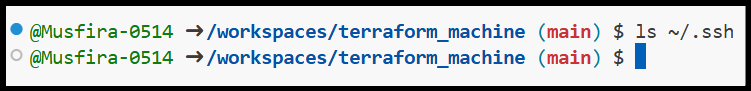 @Musfira-0514 ➜/workspaces/terraform_machine (main) $ ls ~/.ssh
@Musfira-0514 ➜/workspaces/terraform_machine (main) $